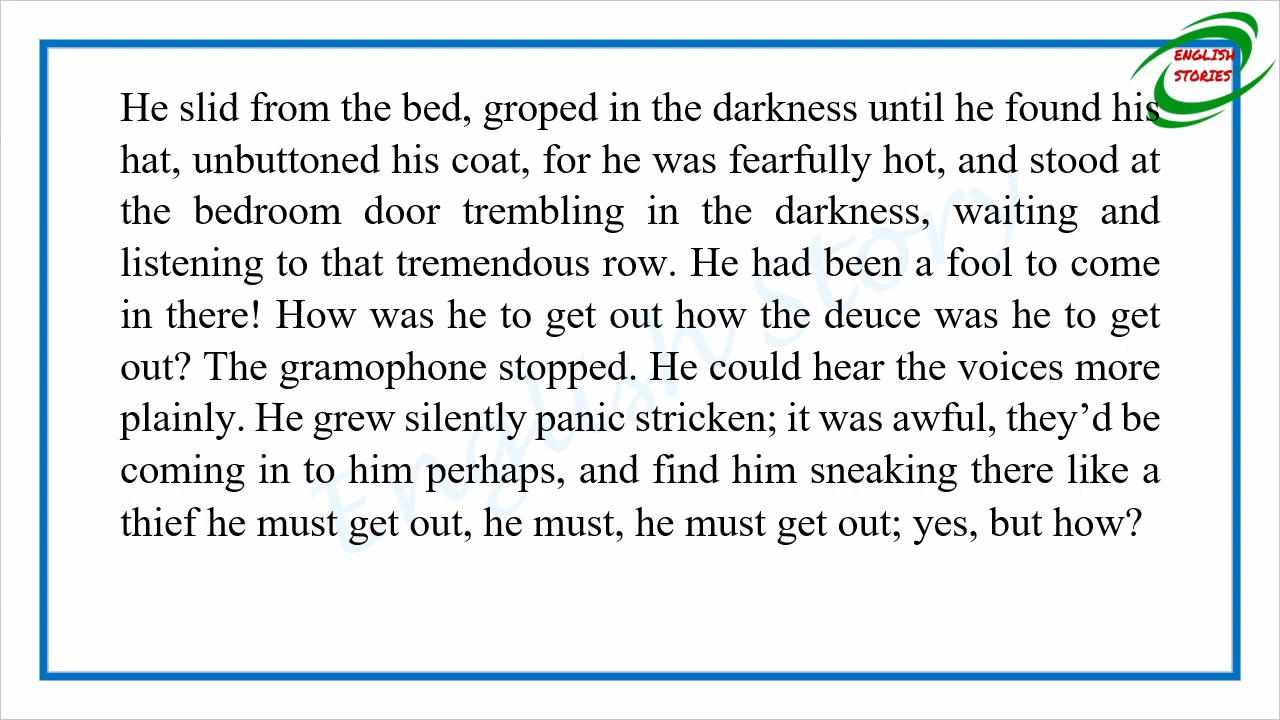 ENGLISH
STORIES
He slid from the bed, groped in the darkness until he found his
hat, unbuttoned his coat, for he was fearfully hot, and stood at
the bedroom door trembling in the darkness, waiting and
listening to that tremendous row. He had been a fool to come
in there! How was he to get out how the deuce was he to get
out? The gramophone stopped. He could hear the voices more
plainly. He grew silently panic stricken; it was awful, they’d be
coming in to him perhaps, and find him sneaking there like a
thief he must get out, he must, he must get out; yes, but how?
English Story